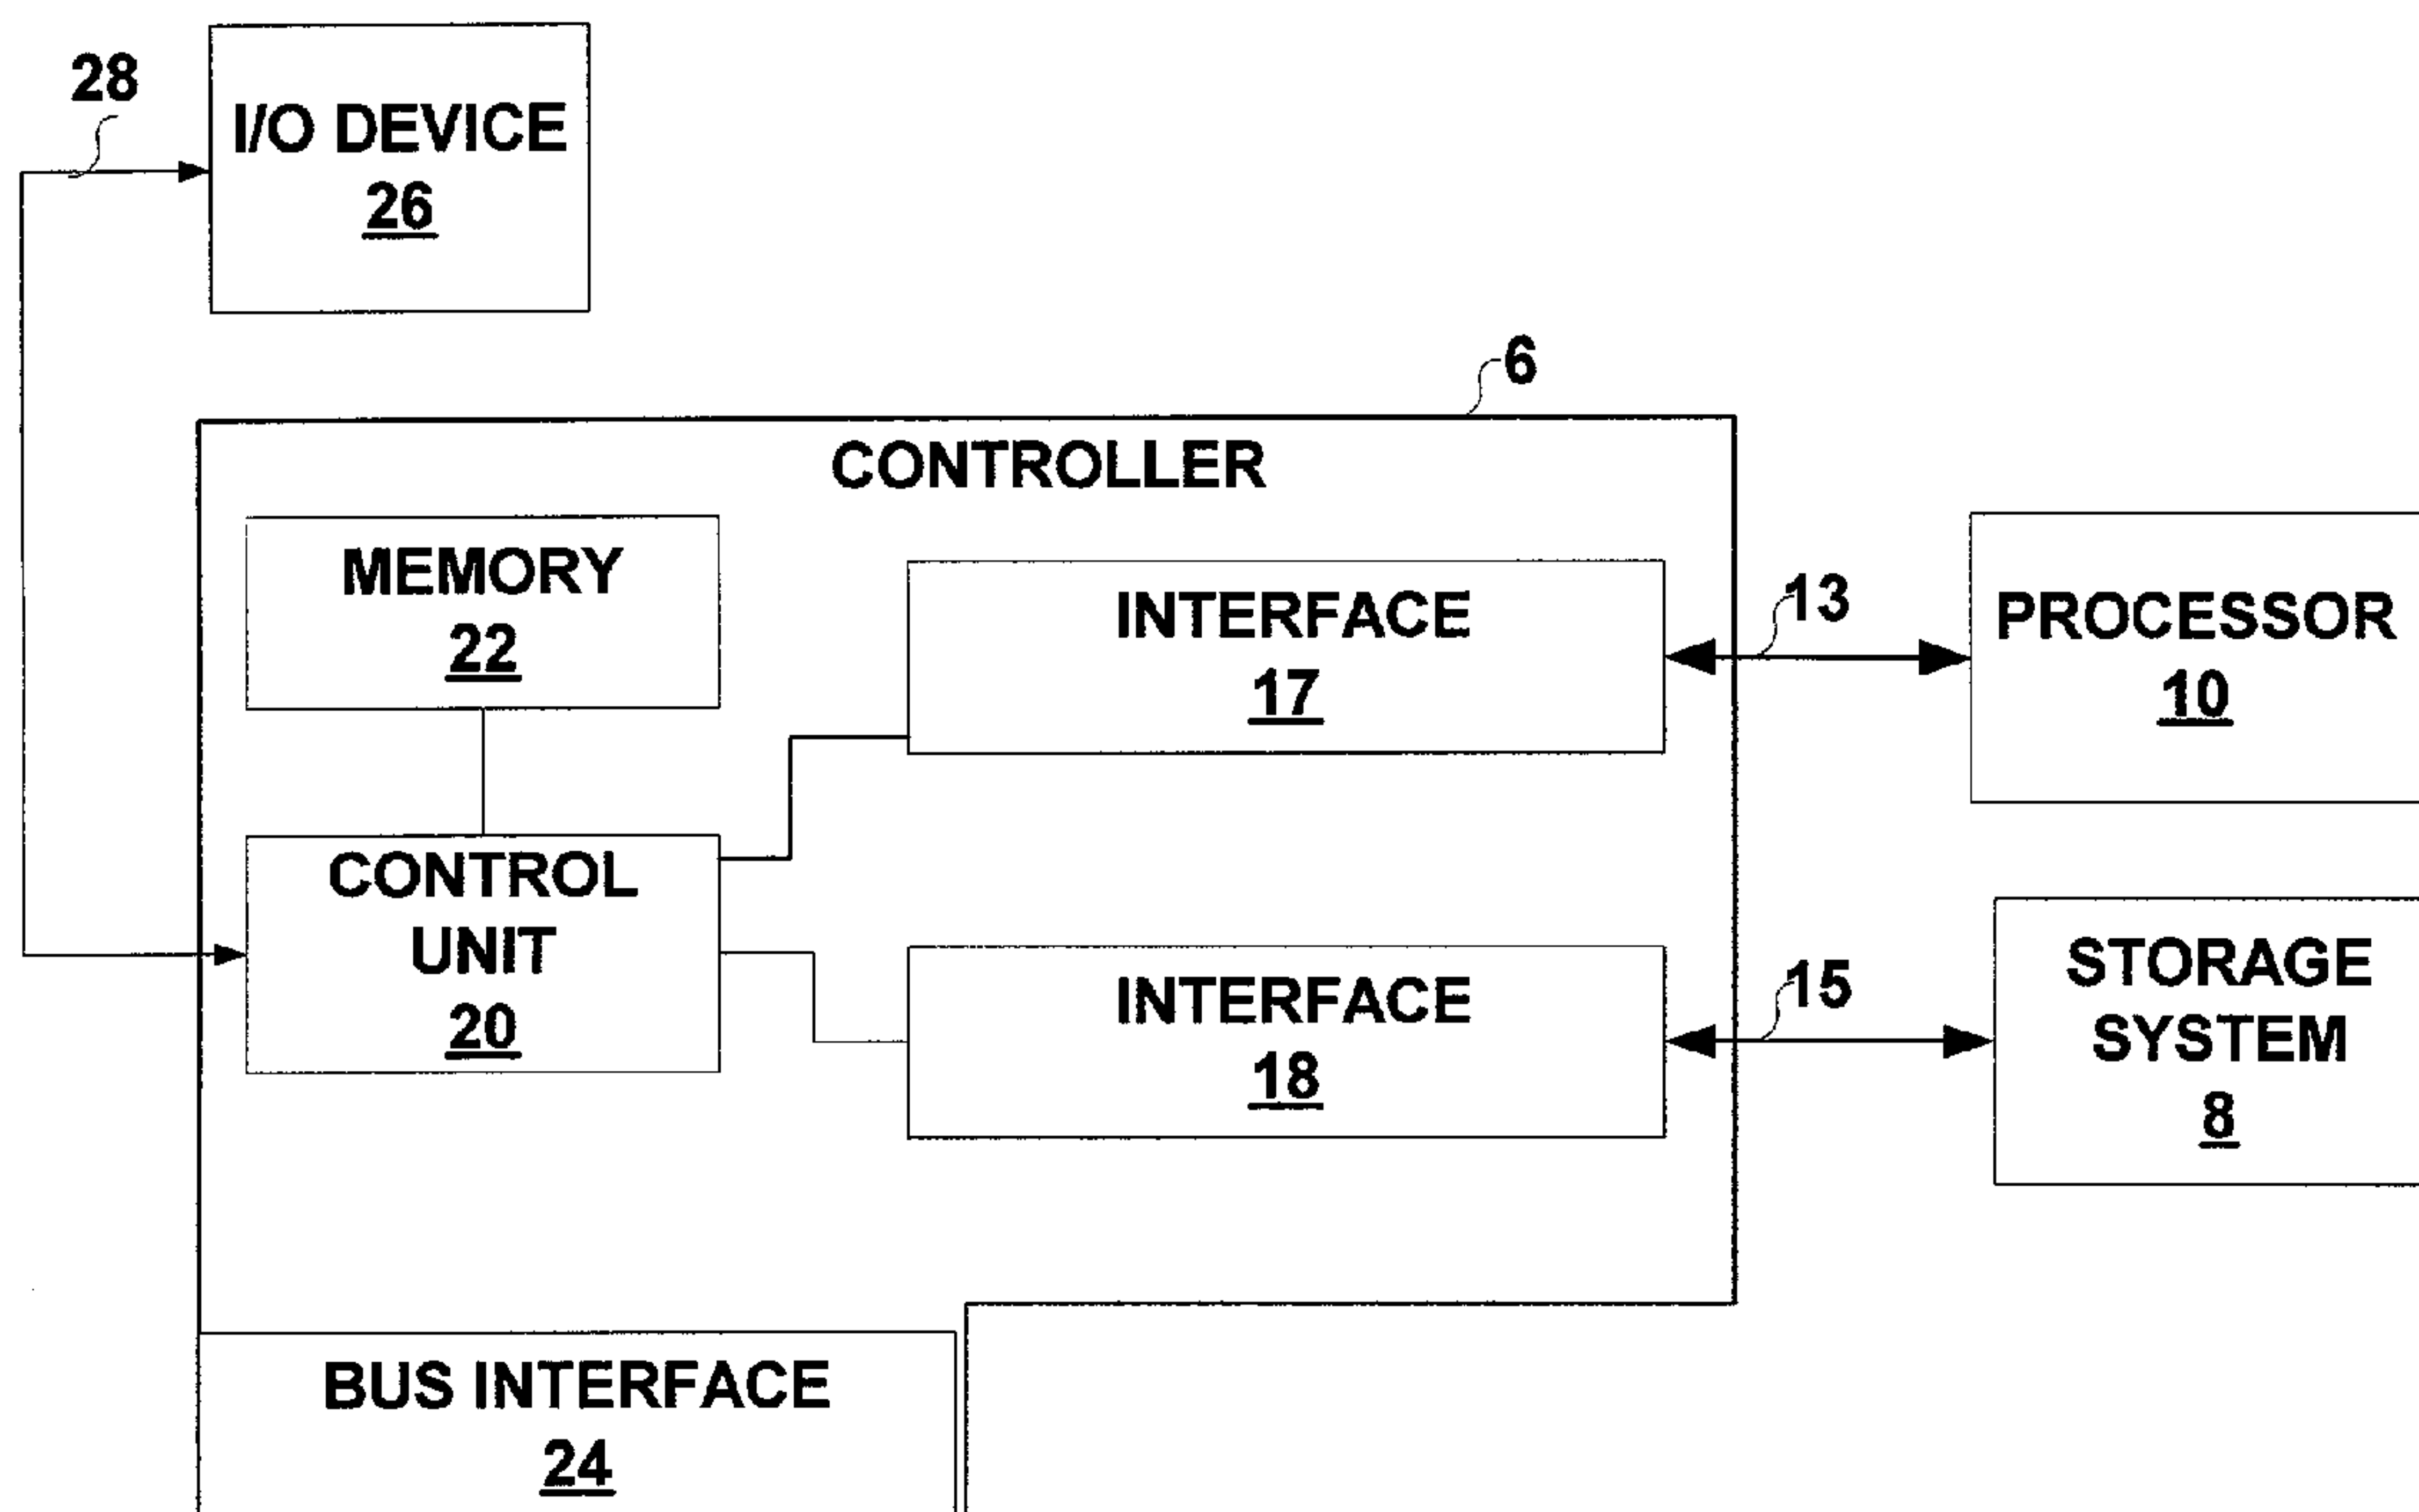 28
I/O DEVICE
26
6
CONTROLLER
MEMORY
22
INTERFACE
17
13
PROCESSOR
10
CONTROL
UNIT
20
INTERFACE
18
15
STORAGE
SYSTEM
8
BUS INTERFACE
24